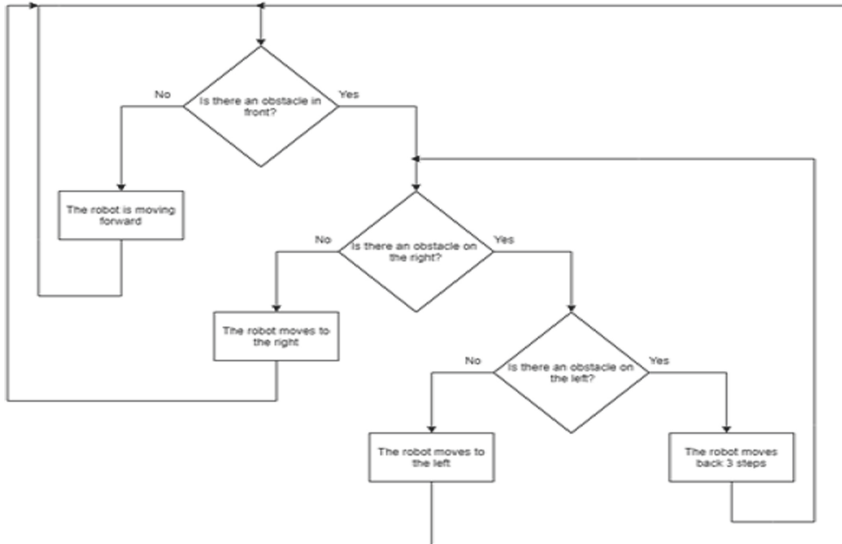 Is there an obstacle in
front?
No
Yes
The robot is moving
forward
Is there an obstacle on
the right?
No
Yes
The robot moves to
the right
Is there an obstacle on
the left?
No
Yes
The robot moves to
the left
The robot moves
back 3 steps